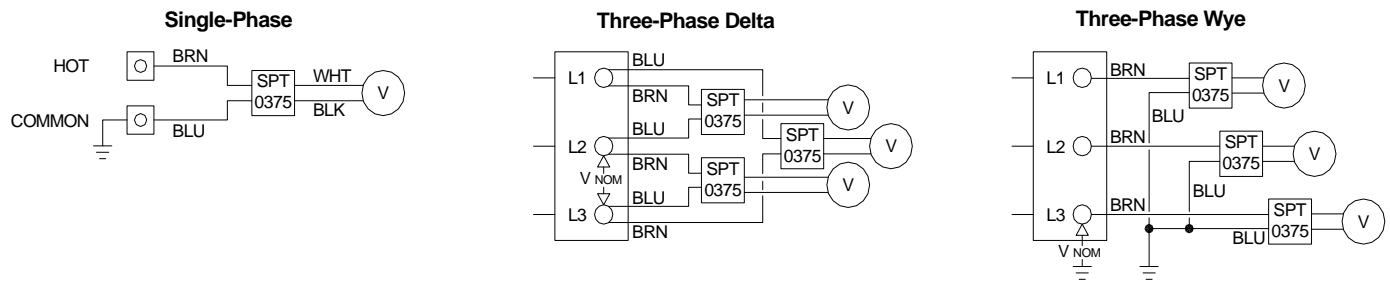 Single-Phase
HOT
BRN
SPT
0375
WHT
BLK
V
COMMON
BLU
Three-Phase Delta
L1
BLU
BRN
SPT
0375
V
L2
BLU
BRN
SPT
0375
V
V NOM
SPT
0375
V
L3
BLU
BRN
Three-Phase Wye
L1
BRN
SPT
0375
V
BLU
L2
BRN
SPT
0375
V
BLU
L3
BRN
SPT
0375
V
BLU
V NOM